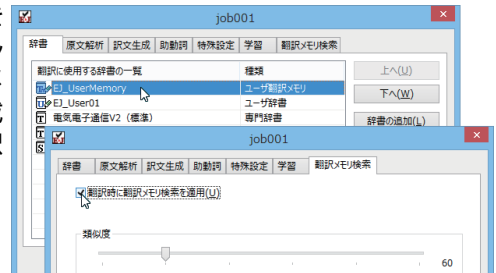 job001
辞書 原文解析 訳文生成 助動詞 特殊設定 学習 翻訳メモリ検索
翻訳に使用する辞書の一覧 種類
EJ_UserMemory ユーザ翻訳メモリ
EJ_User01 ユーザ辞書
電気電子通信V2（標準） 専門辞書
上へ(U)
下へ(W)
辞書の追加(L)
job001
辞書 原文解析 訳文生成 助動詞 特殊設定 学習 翻訳メモリ検索
翻訳時に翻訳メモリ検索を適用(U)
類似度
60